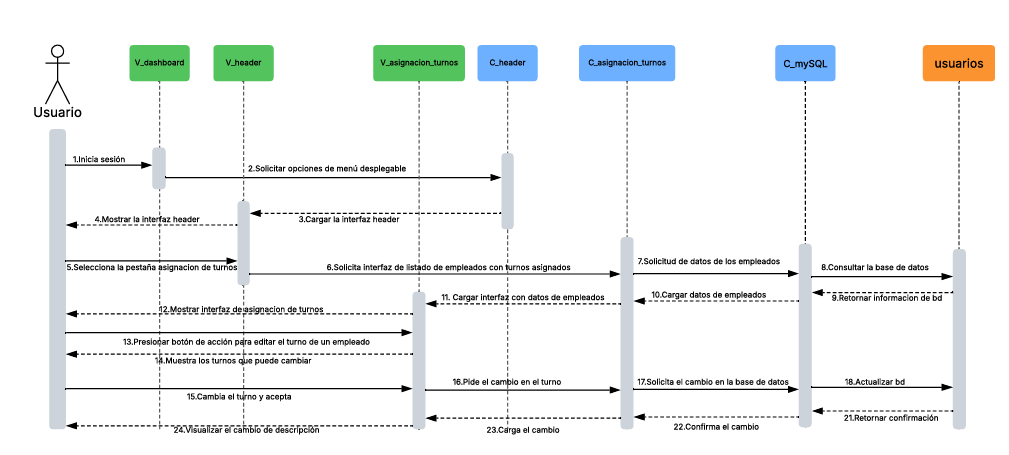 V_dashboard
V_header
V_asignacion_turnos
C_header
C_asignacion_turnos
C_mySQL
usuarios
Usuario
1.Inicia sesión
2.Solicitar opciones de menú desplegable
3.Cargar la interfaz header
4.Mostrar la interfaz header
5.Selecciona la pestaña asignacion de turnos
6.Solicita interfaz de listado de empleados con turnos asignados
7.Solicitud de datos de los empleados
8.Consultar la base de datos
9.Retornar informacion de bd
10.Cargar datos de empleados
11. Cargar interfaz con datos de empleados
12.Mostrar interfaz de asignacion de turnos
13.Presionar botón de acción para editar el turno de un empleado
14.Muestra los turnos que puede cambiar
15.Cambia el turno y acepta
16.Pide el cambio en el turno
17.Solicita el cambio en la base de datos
18.Actualizar bd
21.Retornar confirmación
22.Confirma el cambio
23.Carga el cambio
24.Visualizar el cambio de descripción